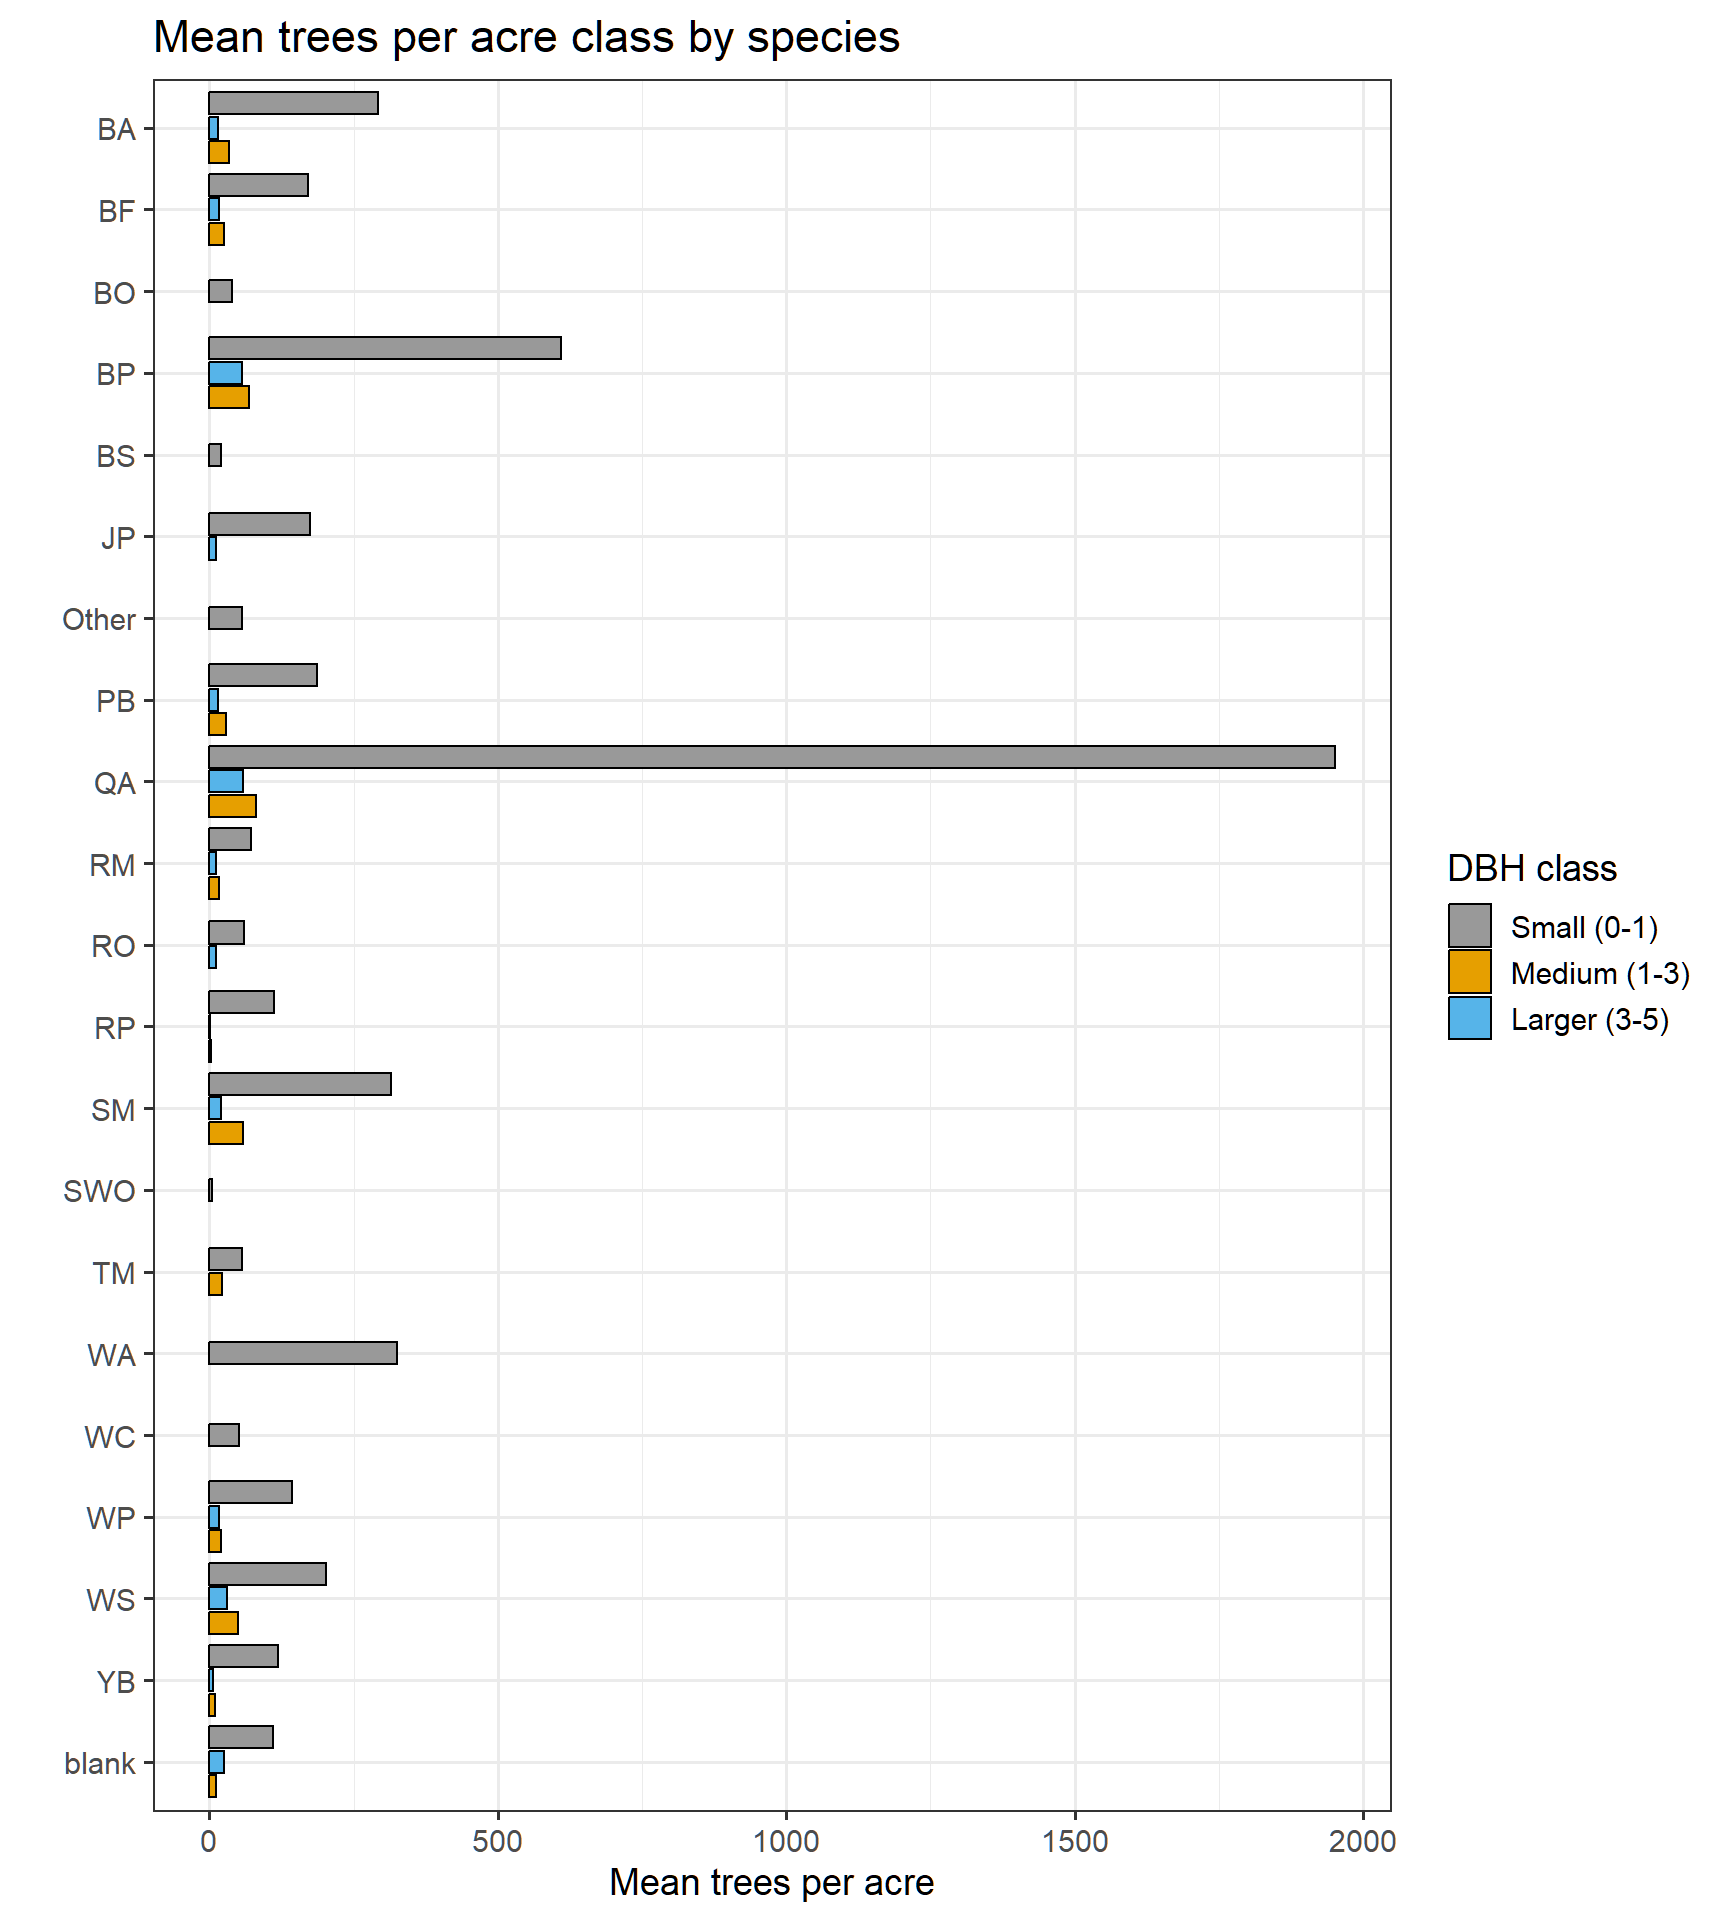 Mean trees per acre class by species
BA
BF
BO
BP
BS
JP
Other
PB
QA
RM
RO
RP
SM
SWO
TM
WA
WC
WP
WS
YB
blank
0 500 1000 1500 2000
Mean trees per acre
DBH class
Small (0-1)
Medium (1-3)
Larger (3-5)